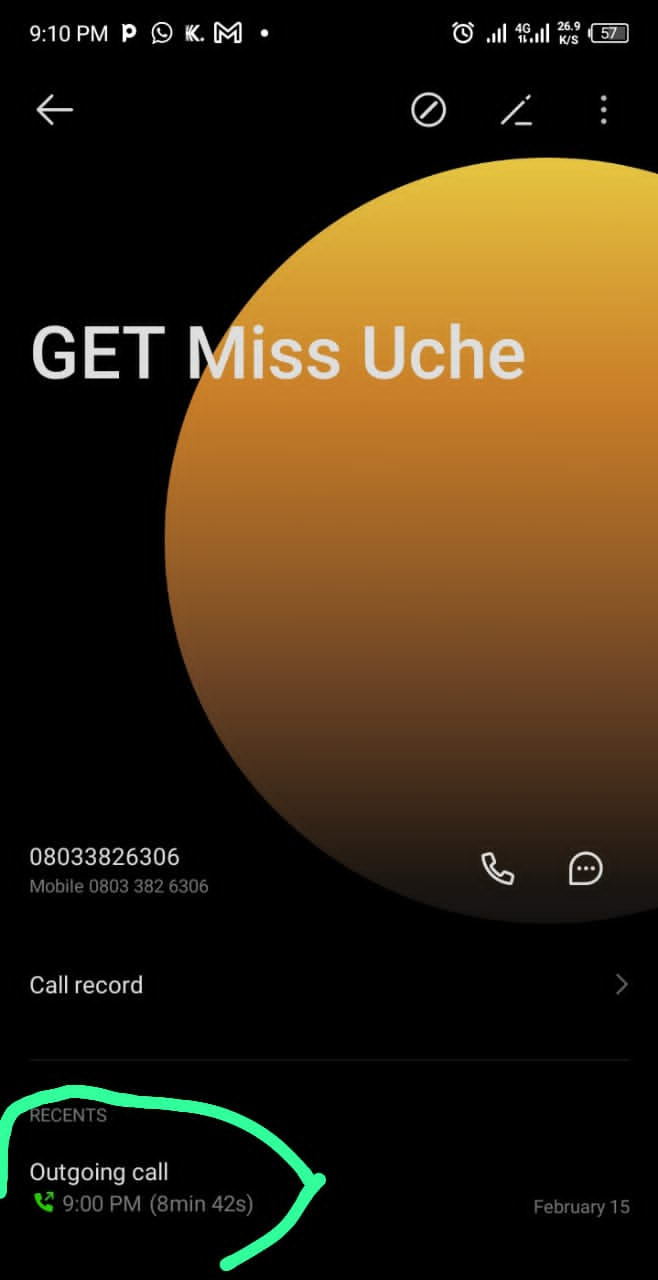 9:10 PM 4G 26.9 K/S 57
GET Miss Uche
08033826306
Mobile 0803 382 6306
Call record
RECENTS
Outgoing call
9:00 PM (8min 42s)
February 15